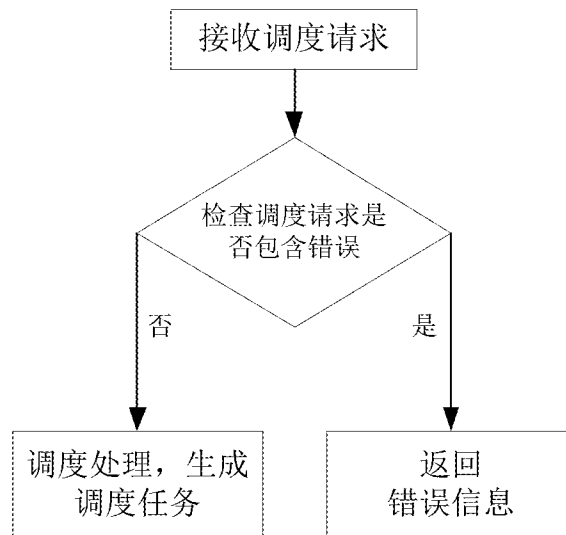 接收调度请求
检查调度请求是
否包含错误
否
是
调度处理，生成
调度任务
返回
错误信息